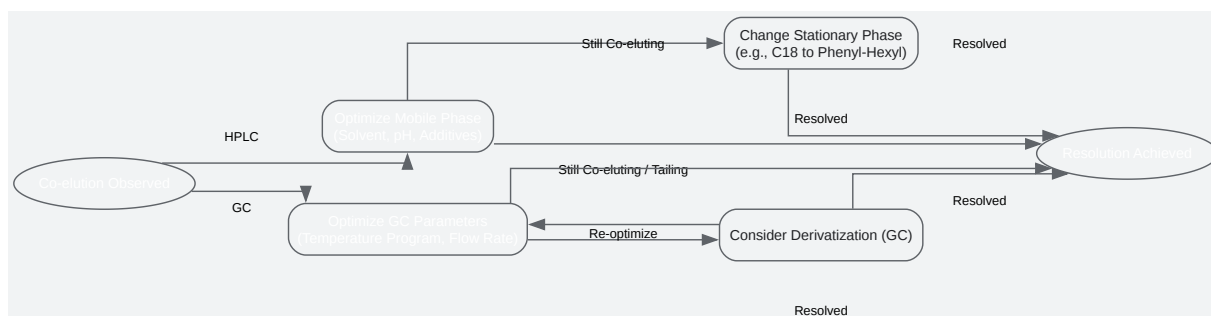 Still Co-eluting
Change Stationary Phase
(e.g., C18 to Phenyl-Hexyl)
Resolved
Optimize Mobile Phase
(Solvent, pH, Additives)
Resolved
HPLC
Resolution Achieved
Co-elution Observed
Still Co-eluting / Tailing
GC
Resolved
Optimize GC Parameters
(Temperature Program, Flow Rate)
Re-optimize
Consider Derivatization (GC)
Resolved